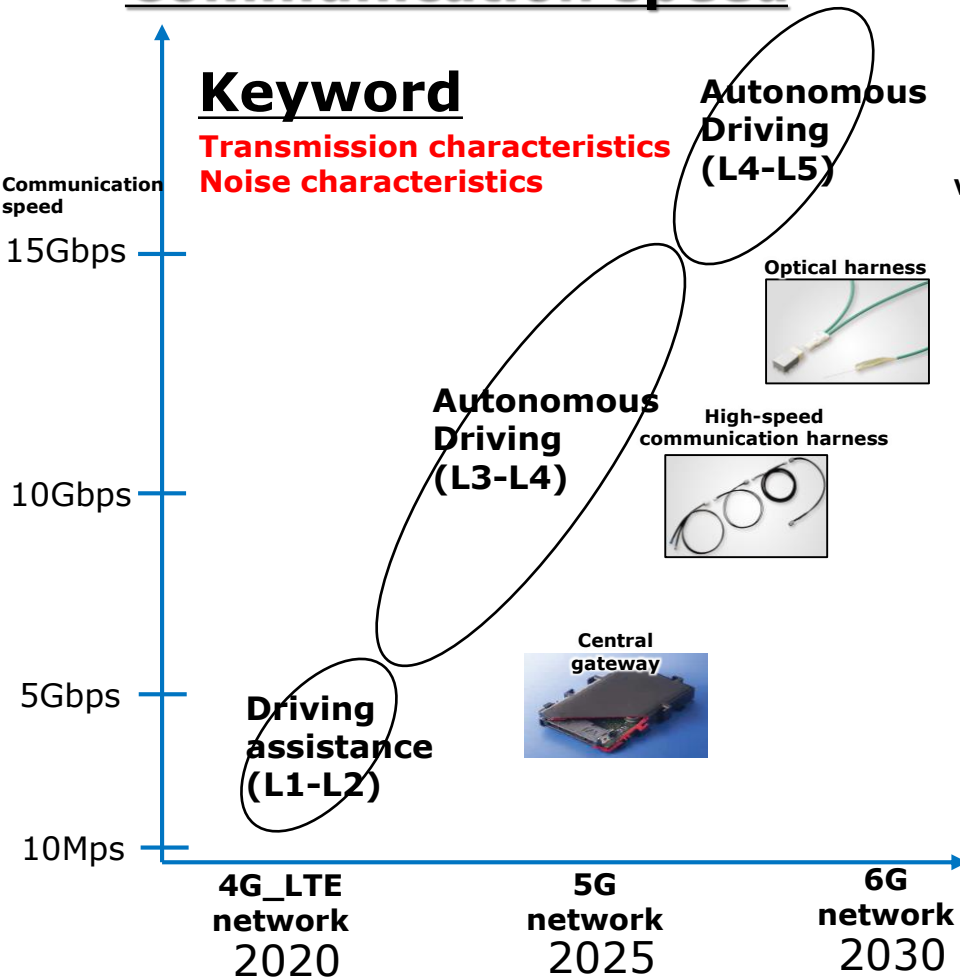 Communication speed
Keyword
Transmission characteristics
Noise characteristics
Communication
speed
15Gbps
10Gbps
5Gbps
10Mps
Autonomous
Driving
(L4-L5)
Optical harness
Autonomous
Driving
(L3-L4)
High-speed
communication harness
Central
gateway
Driving
assistance
(L1-L2)
4G_LTE
network
2020
5G
network
2025
6G
network
2030